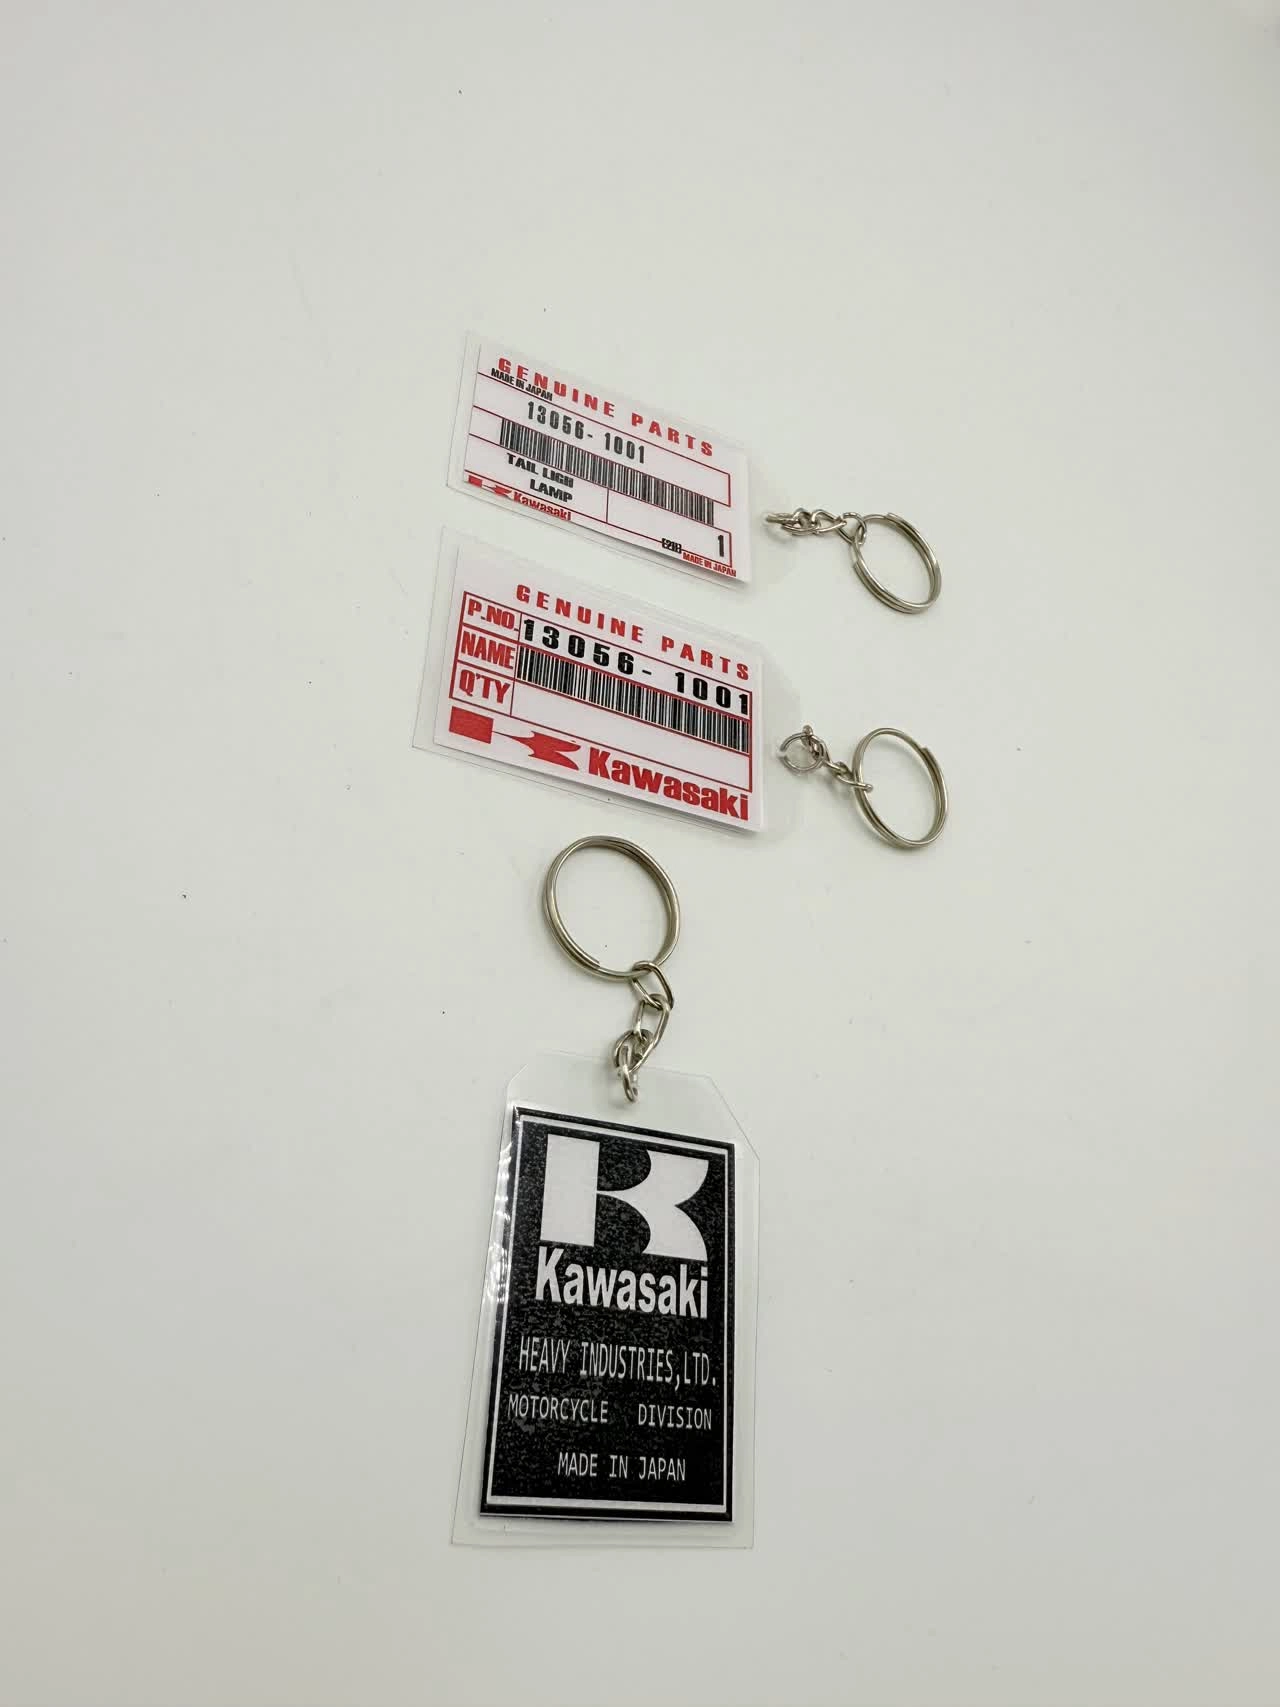 GENUINE PARTS
MADE IN JAPAN
13056-1001
TAIL LIGH
LAMP
Kawasaki
[2H] 1
MADE IN JAPAN
GENUINE PARTS
P.NO. 13056-1001
NAME
Q'TY
Kawasaki
Kawasaki
HEAVY INDUSTRIES,LTD.
MOTORCYCLE DIVISION
MADE IN JAPAN